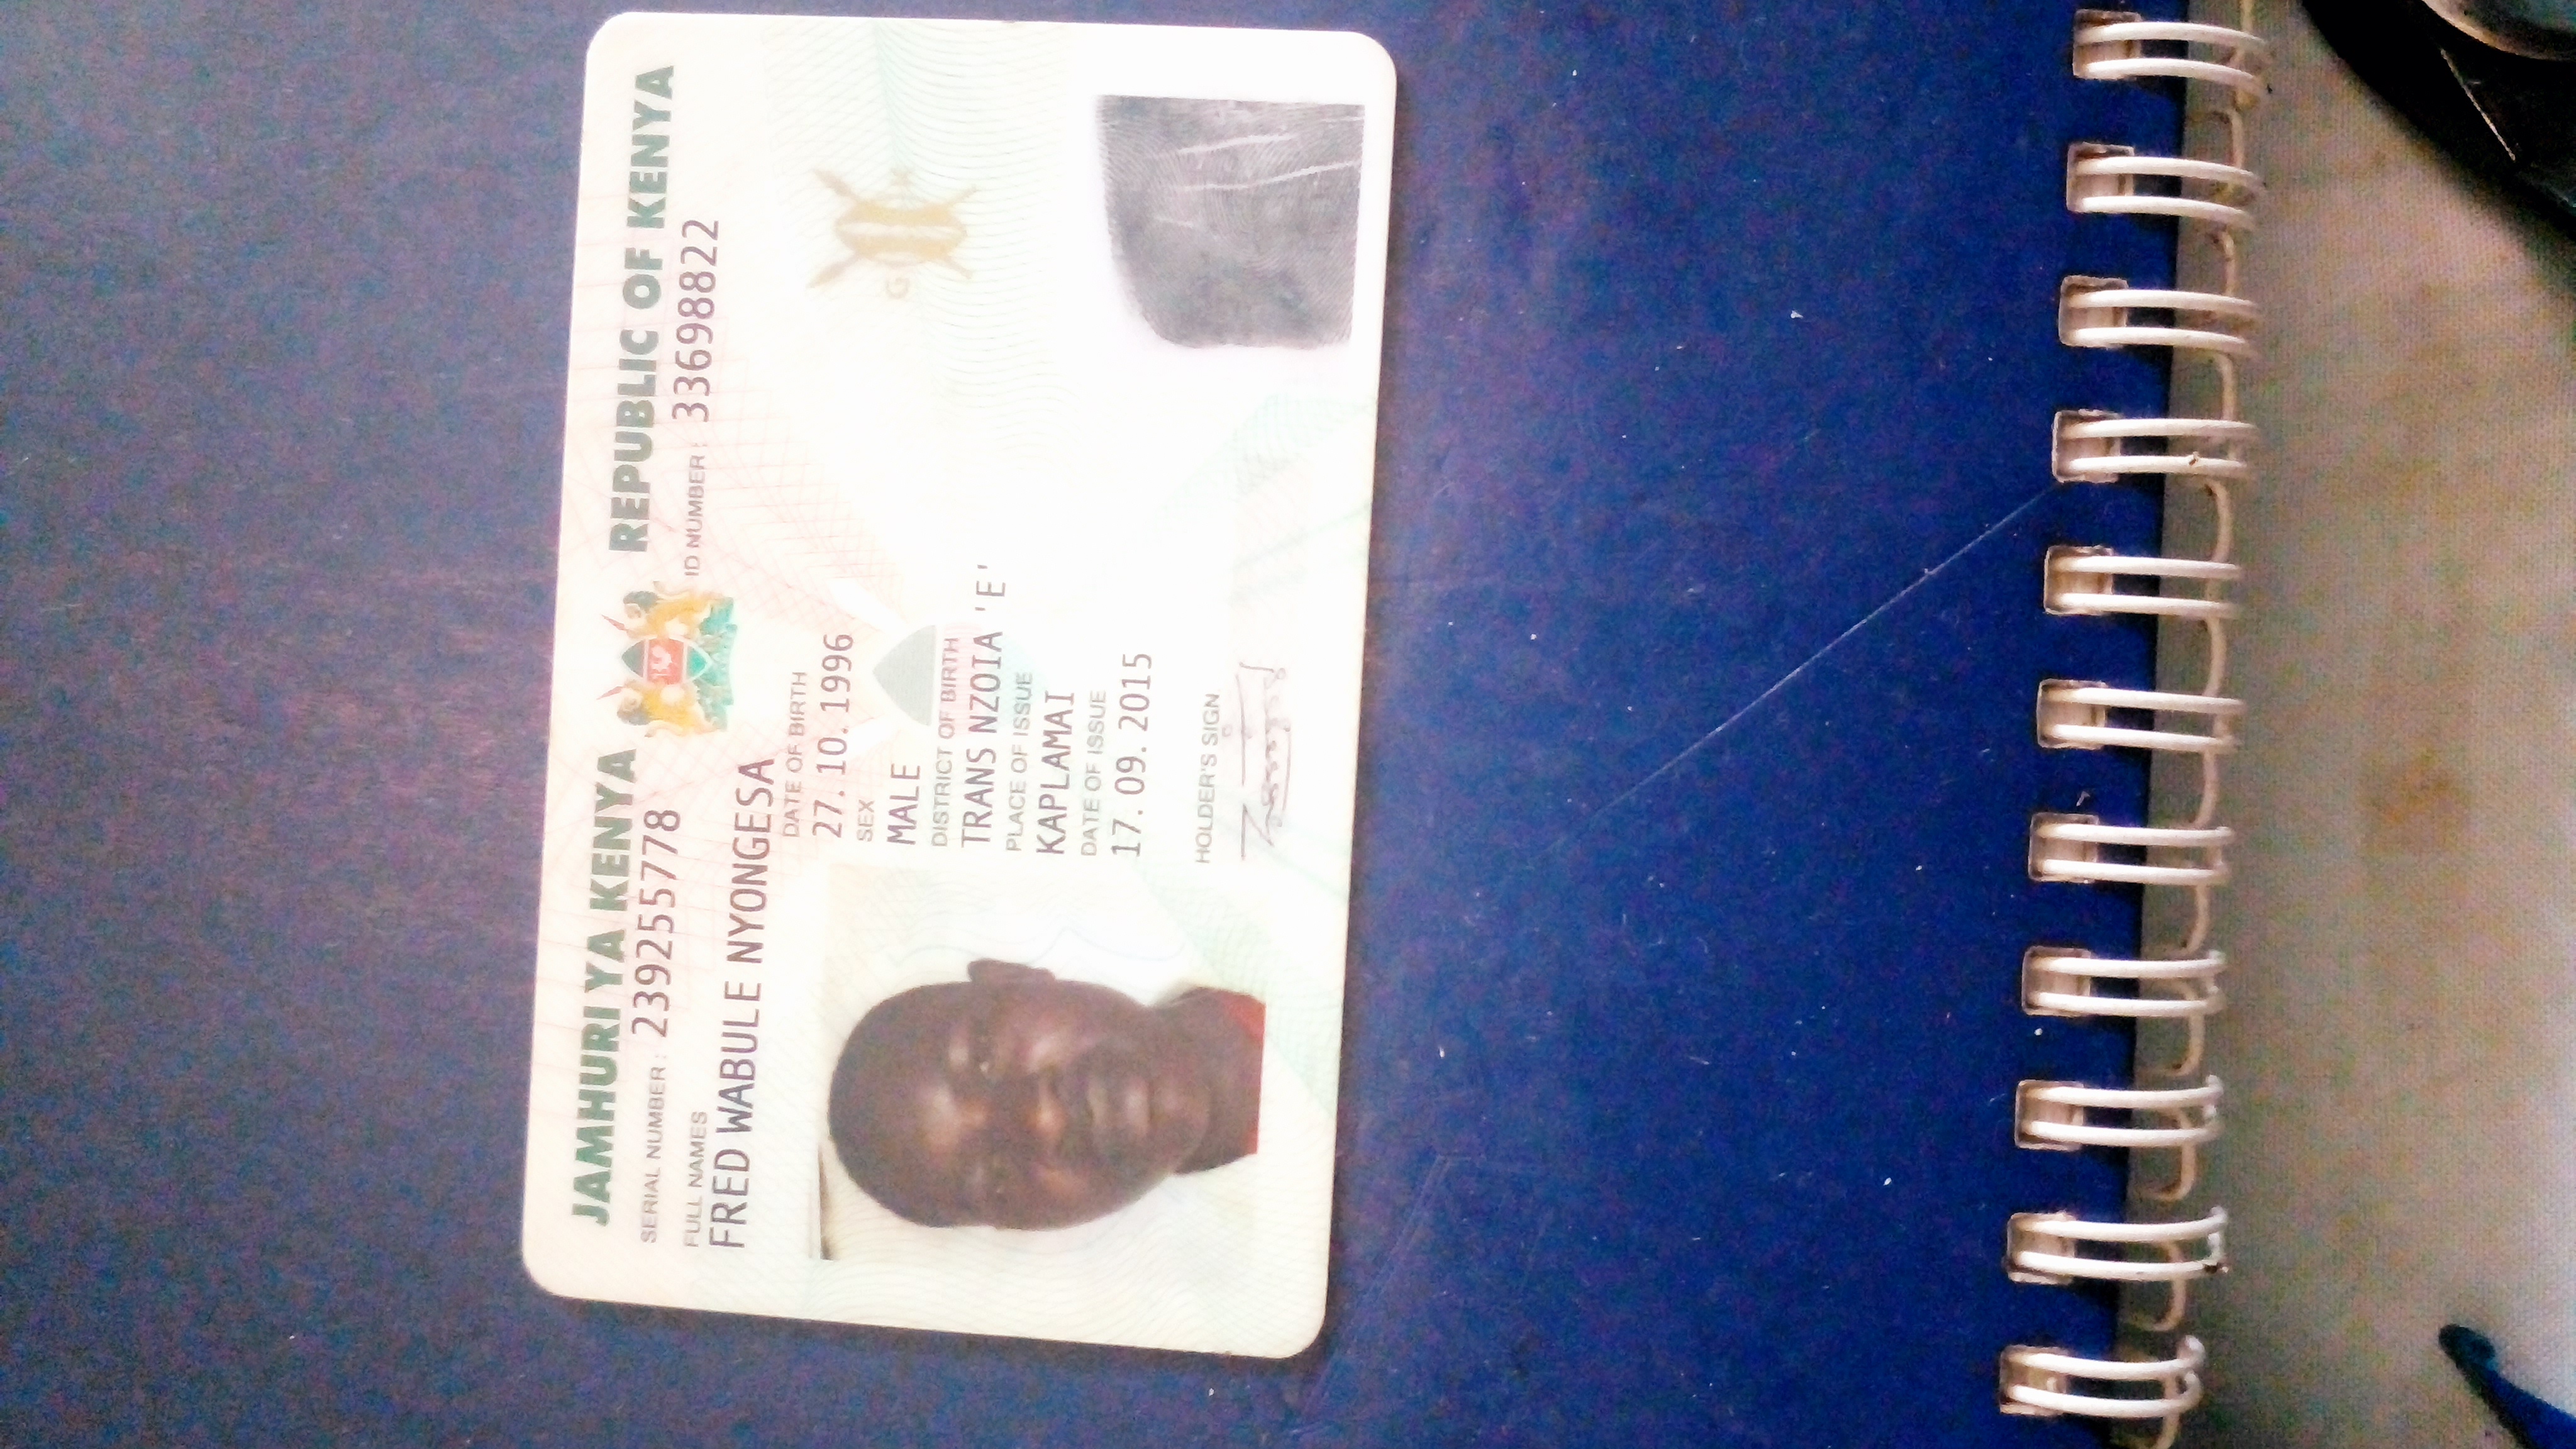 JAMHURI YA KENYA
REPUBLIC OF KENYA
SERIAL NUMBER : 239255778
ID NUMBER : 33698822
FULL NAMES
FRED WABULE NYONGESA
DATE OF BIRTH
27. 10. 1996
SEX
MALE
DISTRICT OF BIRTH
TRANS NZOIA 'E'
PLACE OF ISSUE
KAPLAMAI
DATE OF ISSUE
17. 09. 2015
HOLDER'S SIGN
G K